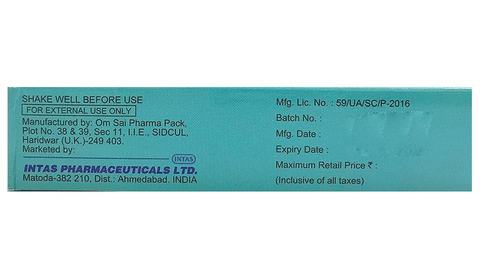 SHAKE WELL BEFORE USE
FOR EXTERNAL USE ONLY
Manufactured by: Om Sai Pharma Pack,
Plot No. 38 & 39, Sec 11, I.I.E., SIDCUL,
Haridwar (U.K.)-249 403.
Marketed by:
INTAS
INTAS PHARMACEUTICALS LTD.
Matoda-382 210, Dist.: Ahmedabad. INDIA
Mfg. Lic. No. : 59/UA/SC/P-2016
Batch No. :
Mfg. Date :
Expiry Date :
Maximum Retail Price ₹ :
(Inclusive of all taxes)